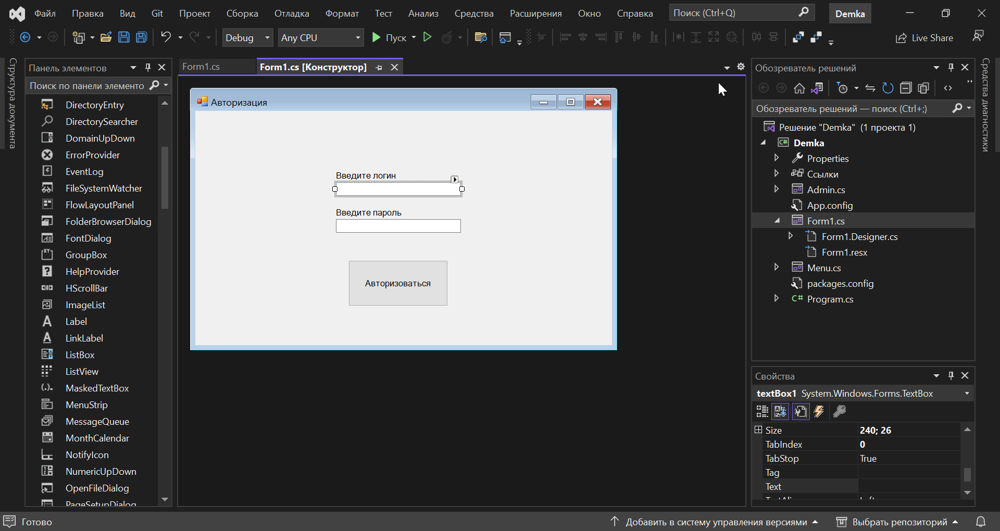 Файл Правка Вид Git Проект Сборка Отладка Формат Тест Анализ Средства Расширения Окно Справка Поиск (Ctrl+Q) Demka
Debug Any CPU Пуск Live Share
Структура документа
Панель элементов
Поиск по панели элементо
DirectoryEntry
DirectorySearcher
DomainUpDown
ErrorProvider
EventLog
FileSystemWatcher
FlowLayoutPanel
FolderBrowserDialog
FontDialog
GroupBox
HelpProvider
HScrollBar
ImageList
Label
LinkLabel
ListBox
ListView
MaskedTextBox
MenuStrip
MessageQueue
MonthCalendar
NotifyIcon
NumericUpDown
OpenFileDialog
PageSetupDialog
Form1.cs Form1.cs [Конструктор]
Авторизация
Введите логин
Введите пароль
Авторизоваться
Обозреватель решений
Обозреватель решений — поиск (Ctrl+;)
Решение "Demka" (1 проекта 1)
Demka
Properties
Ссылки
Admin.cs
App.config
Form1.cs
Form1.Designer.cs
Form1.resx
Menu.cs
packages.config
C# Program.cs
Средства диагностики
Свойства
textBox1 System.Windows.Forms.TextBox
Size 240; 26
TabIndex 0
TabStop True
Tag
Text
Готово Добавить в систему управления версиями Выбрать репозиторий